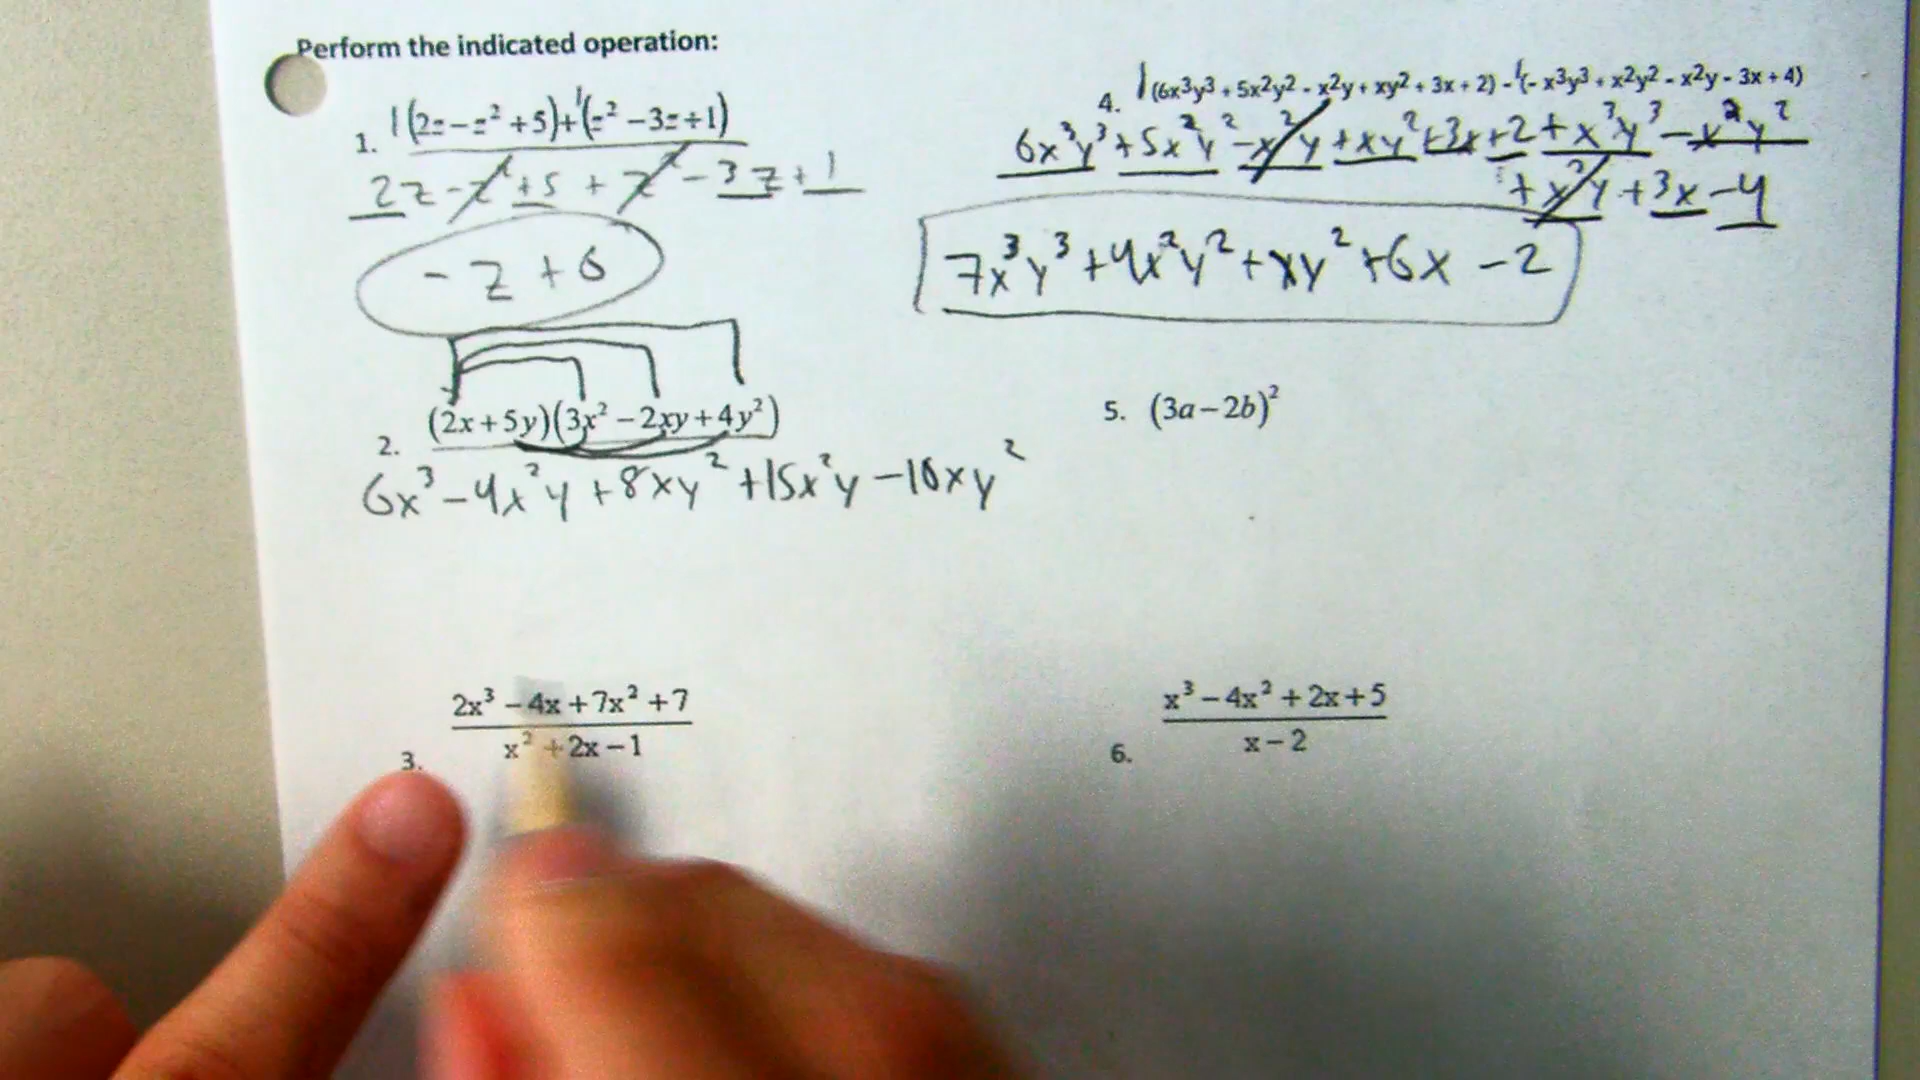 Perform the indicated operation:
1. 1(2z−z²+5)+1(z²−3z+1)
2z − z² + 5 + z² − 3z + 1
− z + 6
2. (2x+5y)(3x²−2xy+4y²)
6x³ − 4x²y + 8xy² + 15x²y − 10xy²
3. 2x³ − 4x + 7x² + 7
x² + 2x − 1
4. 1(6x3y3 + 5x2y2 - x2y + xy2 + 3x + 2) - 1(- x3y3 + x2y2 - x2y - 3x + 4)
6x³y³ + 5x²y² − x²y + xy² + 3x + 2 + x³y³ − x²y²
+ x²y + 3x − 4
7x³y³ + 4x²y² + xy² + 6x − 2
5. (3a−2b)²
6. x³ − 4x² + 2x + 5
x − 2